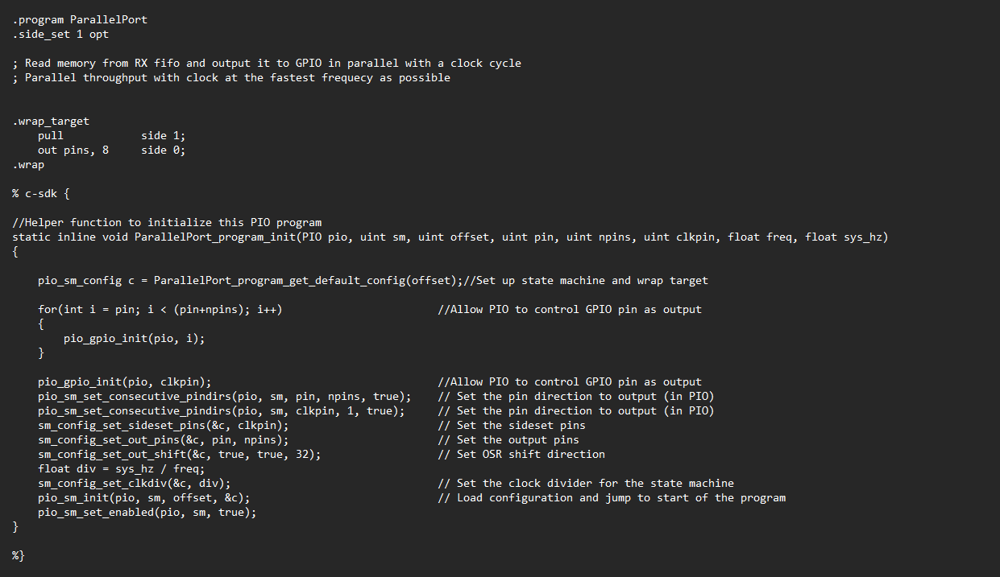 .program ParallelPort
.side_set 1 opt
; Read memory from RX fifo and output it to GPIO in parallel with a clock cycle
; Parallel throughput with clock at the fastest frequecy as possible
.wrap_target
    pull            side 1;
    out pins, 8     side 0;
.wrap
% c-sdk {
//Helper function to initialize this PIO program
static inline void ParallelPort_program_init(PIO pio, uint sm, uint offset, uint pin, uint npins, uint clkpin, float freq, float sys_hz)
{
    pio_sm_config c = ParallelPort_program_get_default_config(offset);//Set up state machine and wrap target
    for(int i = pin; i < (pin+npins); i++)                        //Allow PIO to control GPIO pin as output
    {
        pio_gpio_init(pio, i);
    }
    pio_gpio_init(pio, clkpin);                                   //Allow PIO to control GPIO pin as output
    pio_sm_set_consecutive_pindirs(pio, sm, pin, npins, true);    // Set the pin direction to output (in PIO)
    pio_sm_set_consecutive_pindirs(pio, sm, clkpin, 1, true);     // Set the pin direction to output (in PIO)
    sm_config_set_sideset_pins(&c, clkpin);                       // Set the sideset pins
    sm_config_set_out_pins(&c, pin, npins);                       // Set the output pins
    sm_config_set_out_shift(&c, true, true, 32);                  // Set OSR shift direction
    float div = sys_hz / freq;
    sm_config_set_clkdiv(&c, div);                                // Set the clock divider for the state machine
    pio_sm_init(pio, sm, offset, &c);                             // Load configuration and jump to start of the program
    pio_sm_set_enabled(pio, sm, true);
}
%}